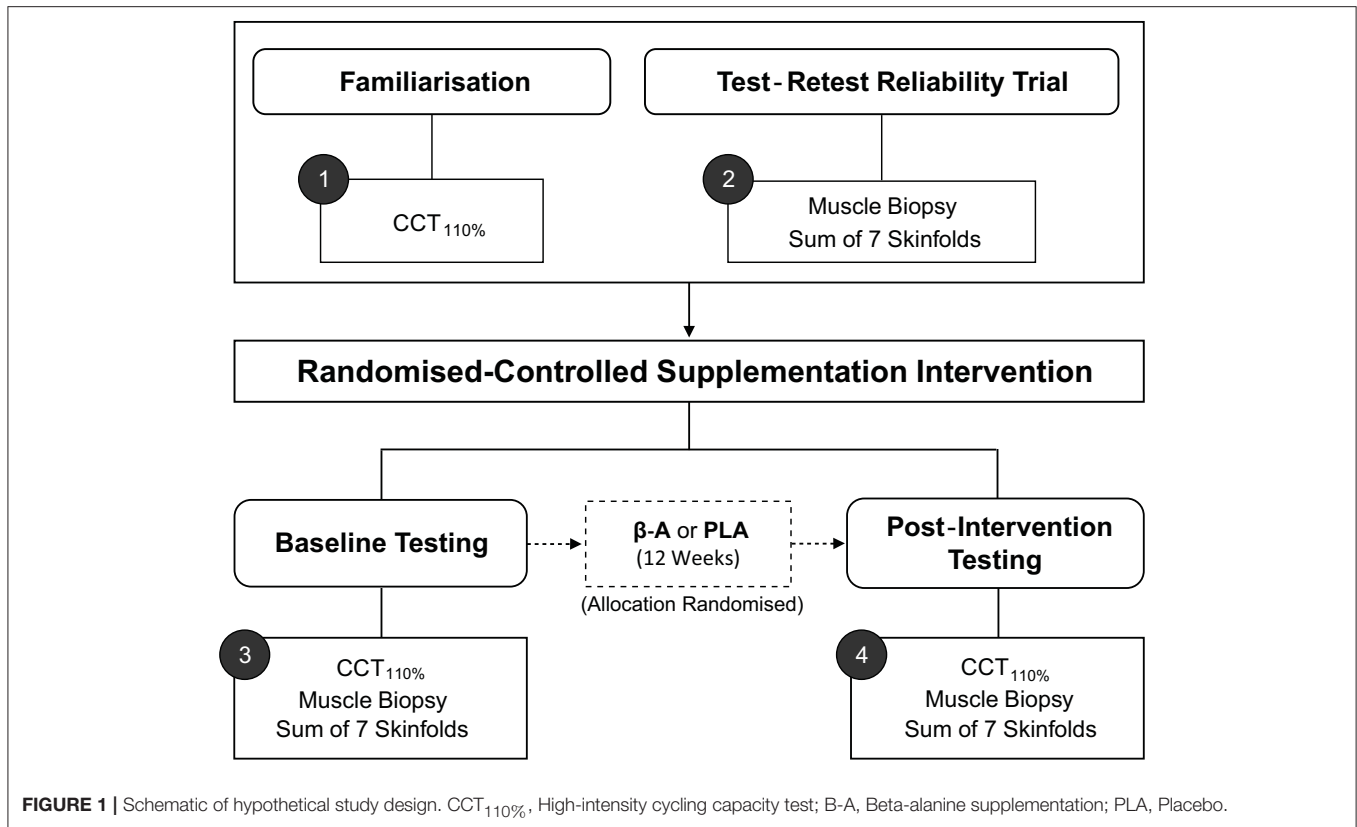 Familiarisation
Test-Retest Reliability Trial
1
CCT110%
2
Muscle Biopsy
Sum of 7 Skinfolds
Randomised-Controlled Supplementation Intervention
Baseline Testing
β-A or PLA
(12 Weeks)
(Allocation Randomised)
Post-Intervention
Testing
3
CCT110%
Muscle Biopsy
Sum of 7 Skinfolds
4
CCT110%
Muscle Biopsy
Sum of 7 Skinfolds
FIGURE 1 | Schematic of hypothetical study design. CCT110%, High-intensity cycling capacity test; B-A, Beta-alanine supplementation; PLA, Placebo.